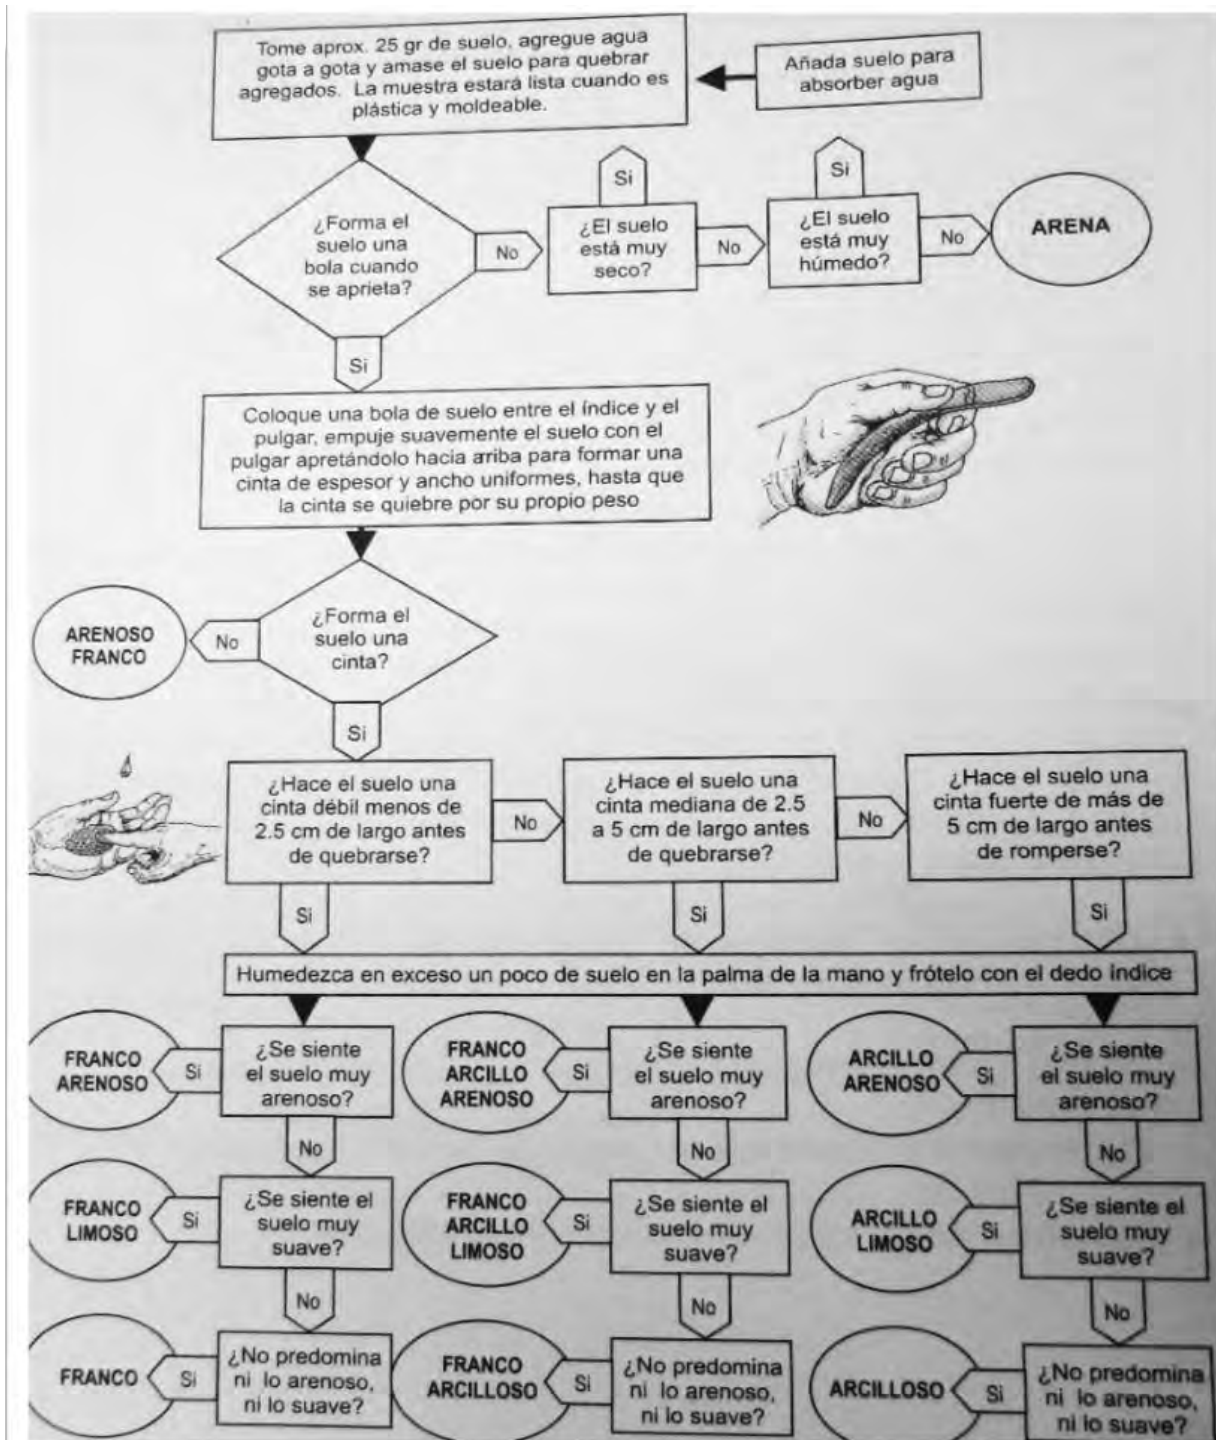 Tome aprox. 25 gr de suelo, agregue agua
gota a gota y amase el suelo para quebrar
agregados. La muestra estará lista cuando es
plástica y moldeable.
Añada suelo para
absorber agua
Si
Si
¿Forma el
suelo una
bola cuando
se aprieta?
No
¿El suelo
está muy
seco?
No
¿El suelo
está muy
húmedo?
No
ARENA
Si
Coloque una bola de suelo entre el índice y el
pulgar, empuje suavemente el suelo con el
pulgar apretándolo hacia arriba para formar una
cinta de espesor y ancho uniformes, hasta que
la cinta se quiebre por su propio peso
ARENOSO
FRANCO
No
¿Forma el
suelo una
cinta?
Si
¿Hace el suelo una
cinta débil menos de
2.5 cm de largo antes
de quebrarse?
No
¿Hace el suelo una
cinta mediana de 2.5
a 5 cm de largo antes
de quebrarse?
No
¿Hace el suelo una
cinta fuerte de más de
5 cm de largo antes
de romperse?
Si
Si
Si
Humedezca en exceso un poco de suelo en la palma de la mano y frótelo con el dedo índice
FRANCO
ARENOSO
Si
¿Se siente
el suelo muy
arenoso?
FRANCO
ARCILLO
ARENOSO
Si
¿Se siente
el suelo muy
arenoso?
ARCILLO
ARENOSO
Si
¿Se siente
el suelo muy
arenoso?
No
No
No
FRANCO
LIMOSO
Si
¿Se siente el
suelo muy
suave?
FRANCO
ARCILLO
LIMOSO
Si
¿Se siente el
suelo muy
suave?
ARCILLO
LIMOSO
Si
¿Se siente el
suelo muy
suave?
No
No
No
FRANCO
Si
¿No predomina
ni lo arenoso,
ni lo suave?
FRANCO
ARCILLOSO
Si
¿No predomina
ni lo arenoso,
ni lo suave?
ARCILLOSO
Si
¿No predomina
ni lo arenoso,
ni lo suave?